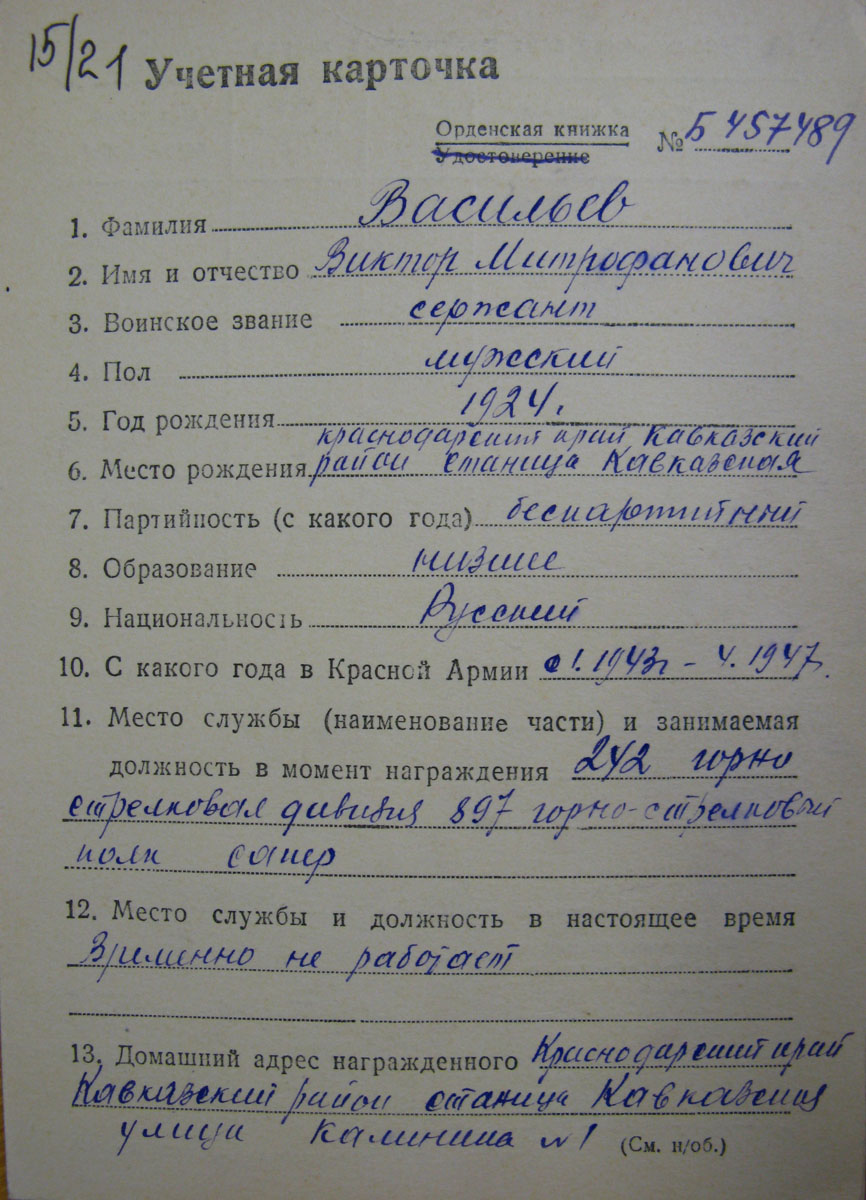 15/21
Учетная карточка
Орденская книжка № Б 457489
Удостоверение
1. Фамилия Васильев
2. Имя и отчество Виктор Митрофанович
3. Воинское звание сержант
4. Пол мужский
5. Год рождения 1924 г.
краснодарский край Кавказский
6. Место рождения район станица Кавказская
7. Партийность (с какого года) беспартийный
8. Образование низшее
9. Национальность Русский
10. С какого года в Красной Армии с 1.1943г - 4.1947г.
11. Место службы (наименование части) и занимаемая
должность в момент награждения 242 горно
стрелковая дивизия 897 горно-стрелковый
полк сапер
12. Место службы и должность в настоящее время
Временно не работает
13. Домашний адрес награжденного Краснодарский край
Кавказский район станица Кавказская
улица Калинина № 1 (См. н/об.)